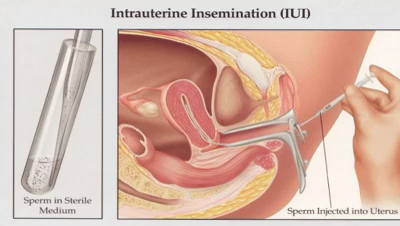 Intrauterine Insemination (IUI)
Sperm in Sterile
Medium
Sperm Injected into Uterus